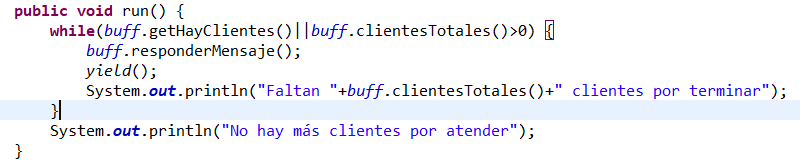 public void run() {
while(buff.getHayClientes()||buff.clientesTotales()>0) {
buff.responderMensaje();
yield();
System.out.println("Faltan "+buff.clientesTotales()+" clientes por terminar");
}
System.out.println("No hay más clientes por atender");
}